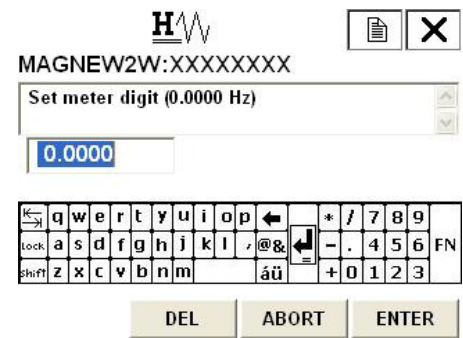 H
MAGNEW2W:XXXXXXXX
Set meter digit (0.0000 Hz)
0.0000
q w e r t y u i o p * / 7 8 9
Lock a s d f g h j k l , @& - . 4 5 6 FN
Shift z x c v b n m áü = + 0 1 2 3
DEL ABORT ENTER